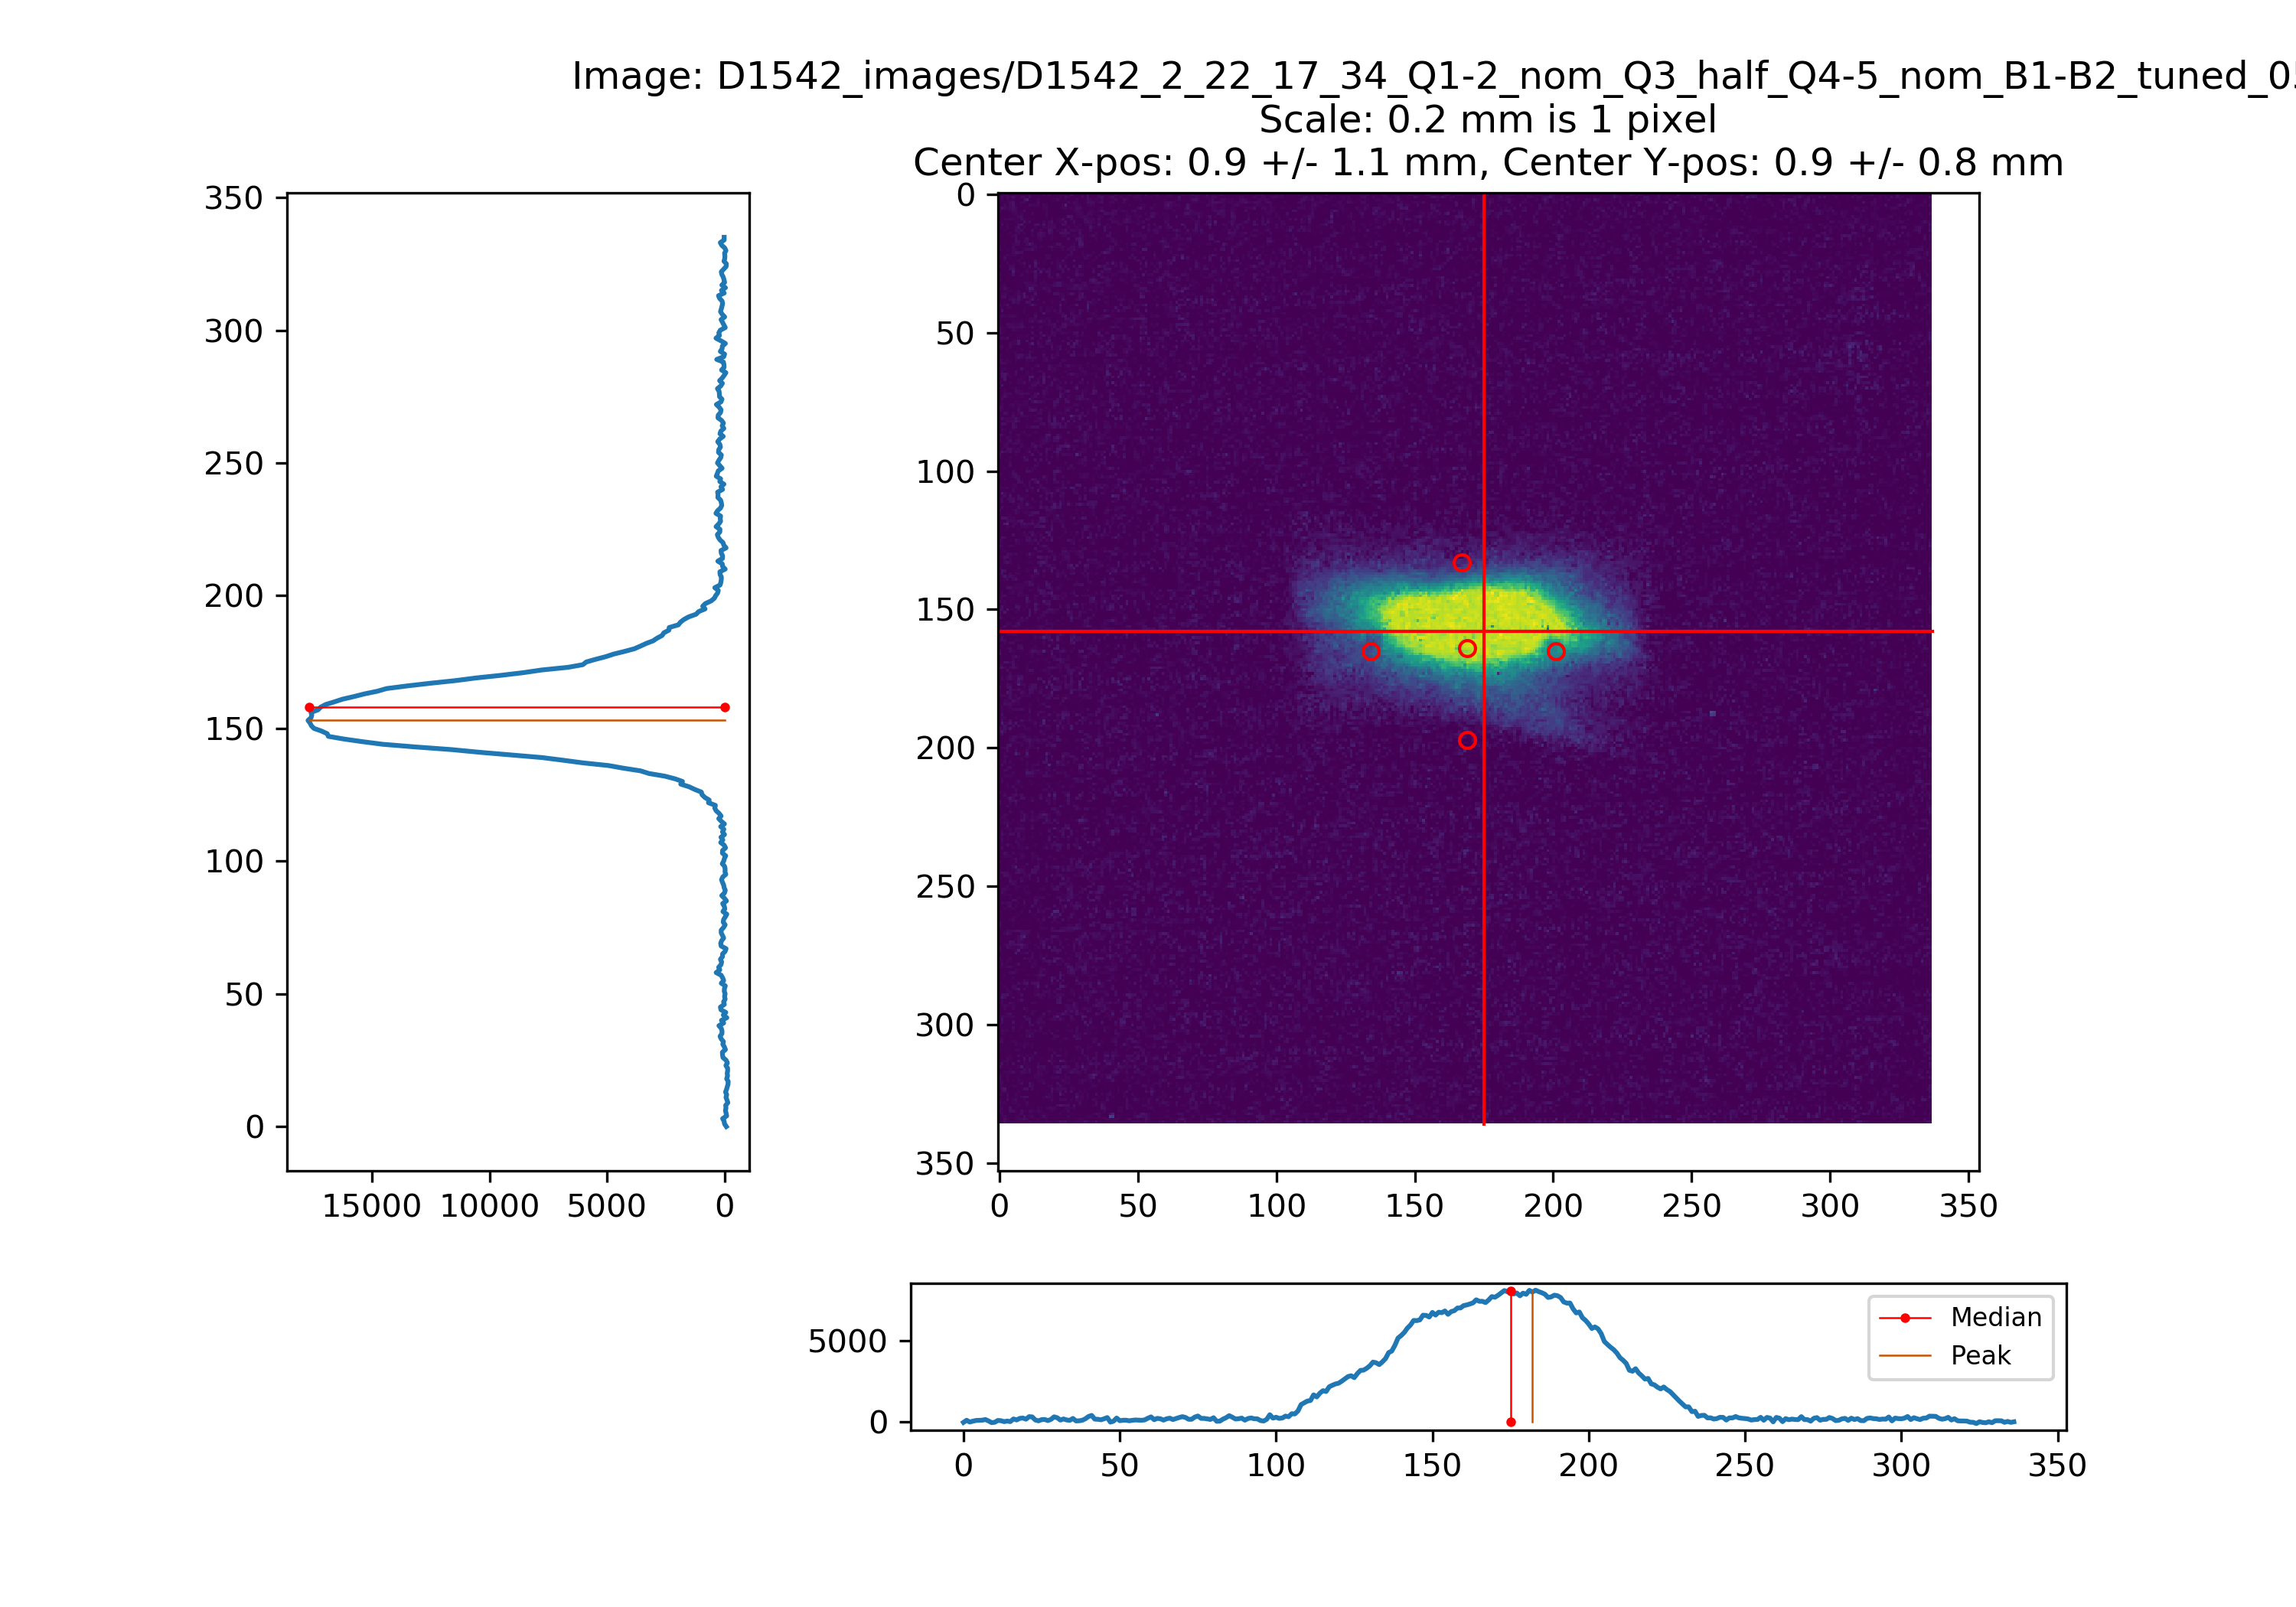 Image: D1542_images/D1542_2_22_17_34_Q1-2_nom_Q3_half_Q4-5_nom_B1-B2_tuned_0
Scale: 0.2 mm is 1 pixel
Center X-pos: 0.9 +/- 1.1 mm, Center Y-pos: 0.9 +/- 0.8 mm
350
300
250
200
150
100
50
0
15000 10000 5000 0
0
50
100
150
200
250
300
350
0 50 100 150 200 250 300 350
5000
0
Median
Peak
0 50 100 150 200 250 300 350